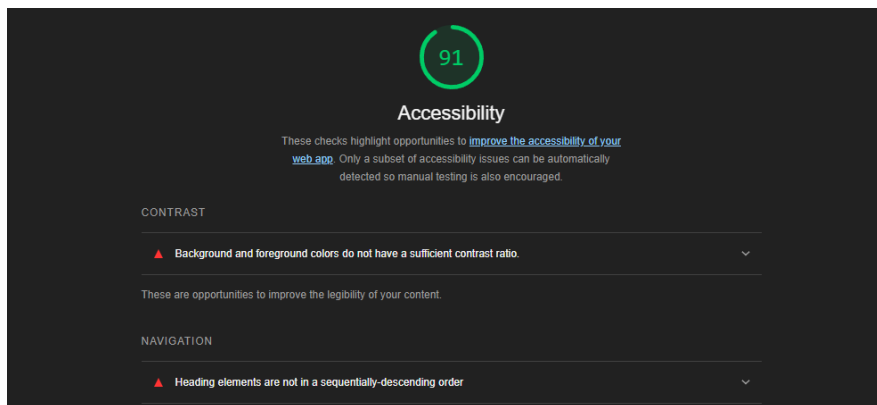 91
Accessibility
These checks highlight opportunities to improve the accessibility of your
web app. Only a subset of accessibility issues can be automatically
detected so manual testing is also encouraged.
CONTRAST
Background and foreground colors do not have a sufficient contrast ratio.
These are opportunities to improve the legibility of your content.
NAVIGATION
Heading elements are not in a sequentially-descending order